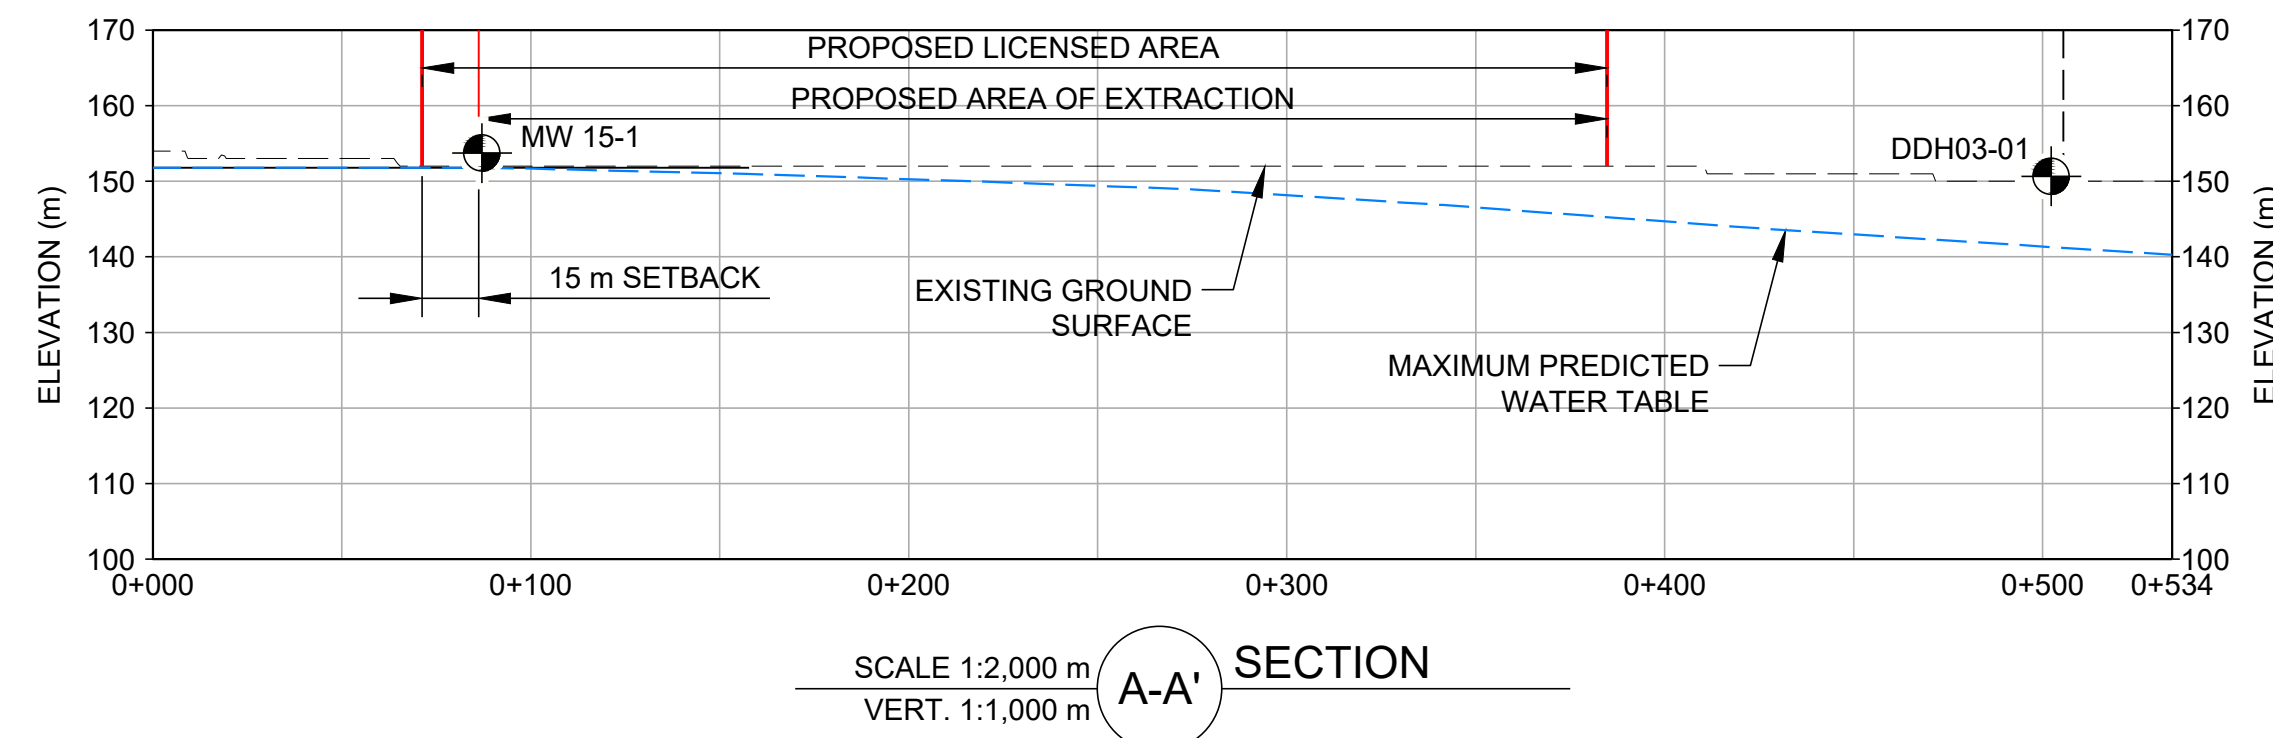 170
170
PROPOSED LICENSED AREA
160
PROPOSED AREA OF EXTRACTION
160
MW 15-1
DDH03-01
150
150
15 m SETBACK
140
140
EXISTING GROUND
SURFACE
130
130
MAXIMUM PREDICTED
WATER TABLE
120
120
110
110
100
100
ELEVATION (m)
ELEVATION (m)
0+000
0+100
0+200
0+300
0+400
0+500
0+534
SCALE 1:2,000 m
VERT. 1:1,000 m
A-A'
SECTION